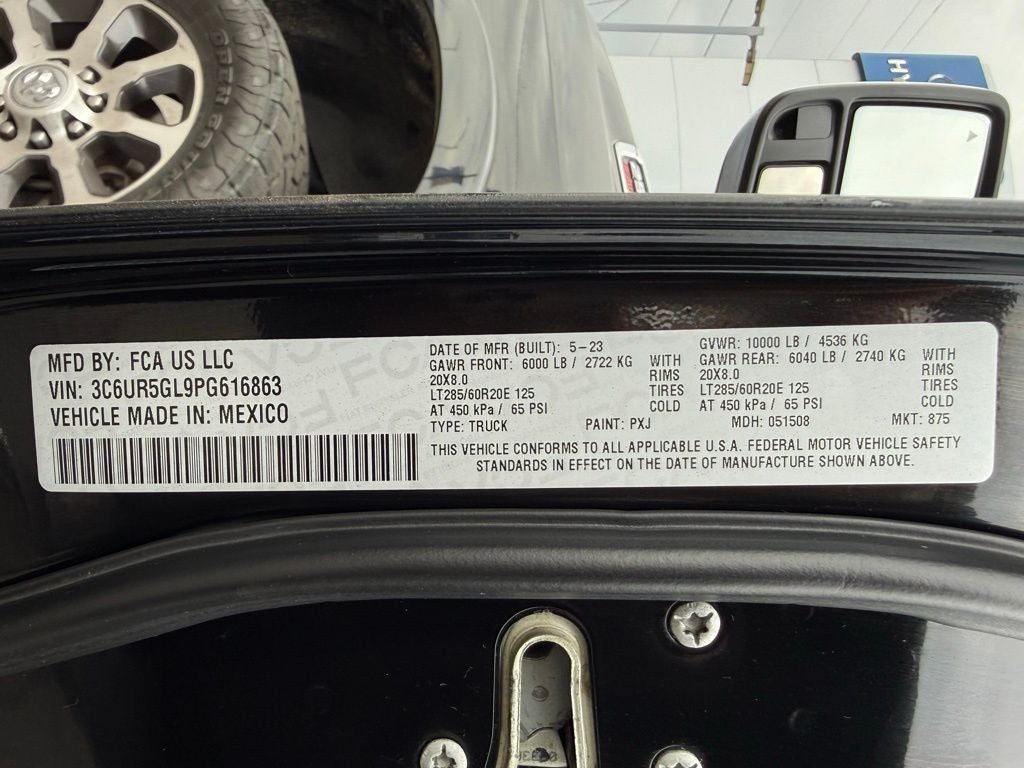 MFD BY: FCA US LLC
VIN: 3C6UR5GL9PG616863
VEHICLE MADE IN: MEXICO
DATE OF MFR (BUILT): 5-23
GAWR FRONT: 6000 LB / 2722 KG WITH
20X8.0 RIMS
LT285/60R20E 125 TIRES
AT 450 kPa / 65 PSI COLD
TYPE: TRUCK PAINT: PXJ
GVWR: 10000 LB / 4536 KG
GAWR REAR: 6040 LB / 2740 KG WITH
20X8.0 RIMS
LT285/60R20E 125 TIRES
AT 450 kPa / 65 PSI COLD
MDH: 051508 MKT: 875
THIS VEHICLE CONFORMS TO ALL APPLICABLE U.S.A. FEDERAL MOTOR VEHICLE SAFETY
STANDARDS IN EFFECT ON THE DATE OF MANUFACTURE SHOWN ABOVE.